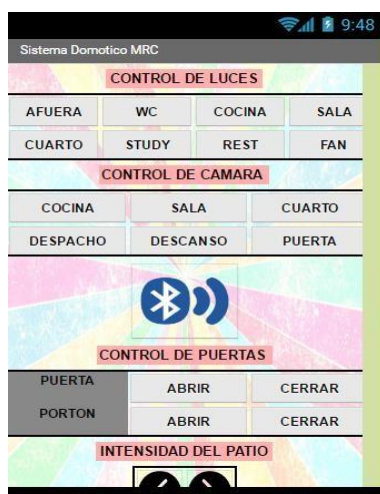 9:48
Sistema Domotico MRC
CONTROL DE LUCES
AFUERA WC COCINA SALA
CUARTO STUDY REST FAN
CONTROL DE CAMARA
COCINA SALA CUARTO
DESPACHO DESCANSO PUERTA
CONTROL DE PUERTAS
PUERTA ABRIR CERRAR
PORTON ABRIR CERRAR
INTENSIDAD DEL PATIO